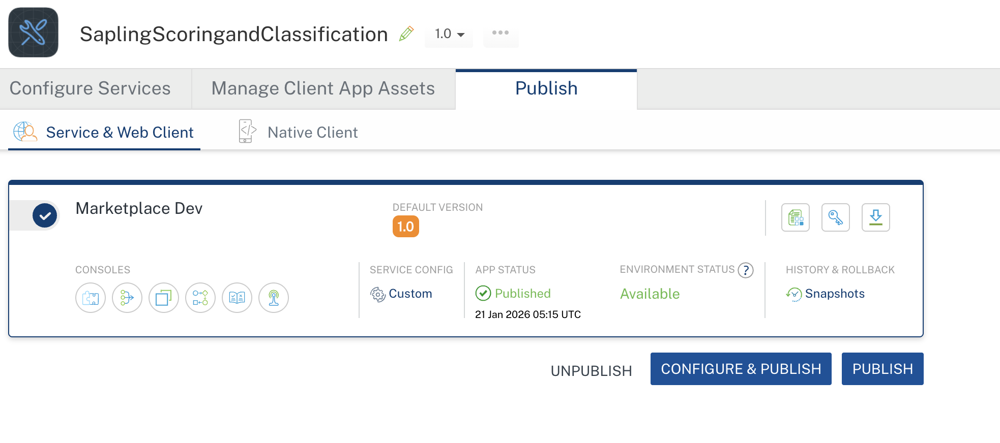 SaplingScoringandClassification
1.0
Configure Services
Manage Client App Assets
Publish
Service & Web Client
Native Client
Marketplace Dev
DEFAULT VERSION
1.0
CONSOLES
SERVICE CONFIG
Custom
APP STATUS
Published
21 Jan 2026 05:15 UTC
ENVIRONMENT STATUS ?
Available
HISTORY & ROLLBACK
Snapshots
UNPUBLISH
CONFIGURE & PUBLISH
PUBLISH